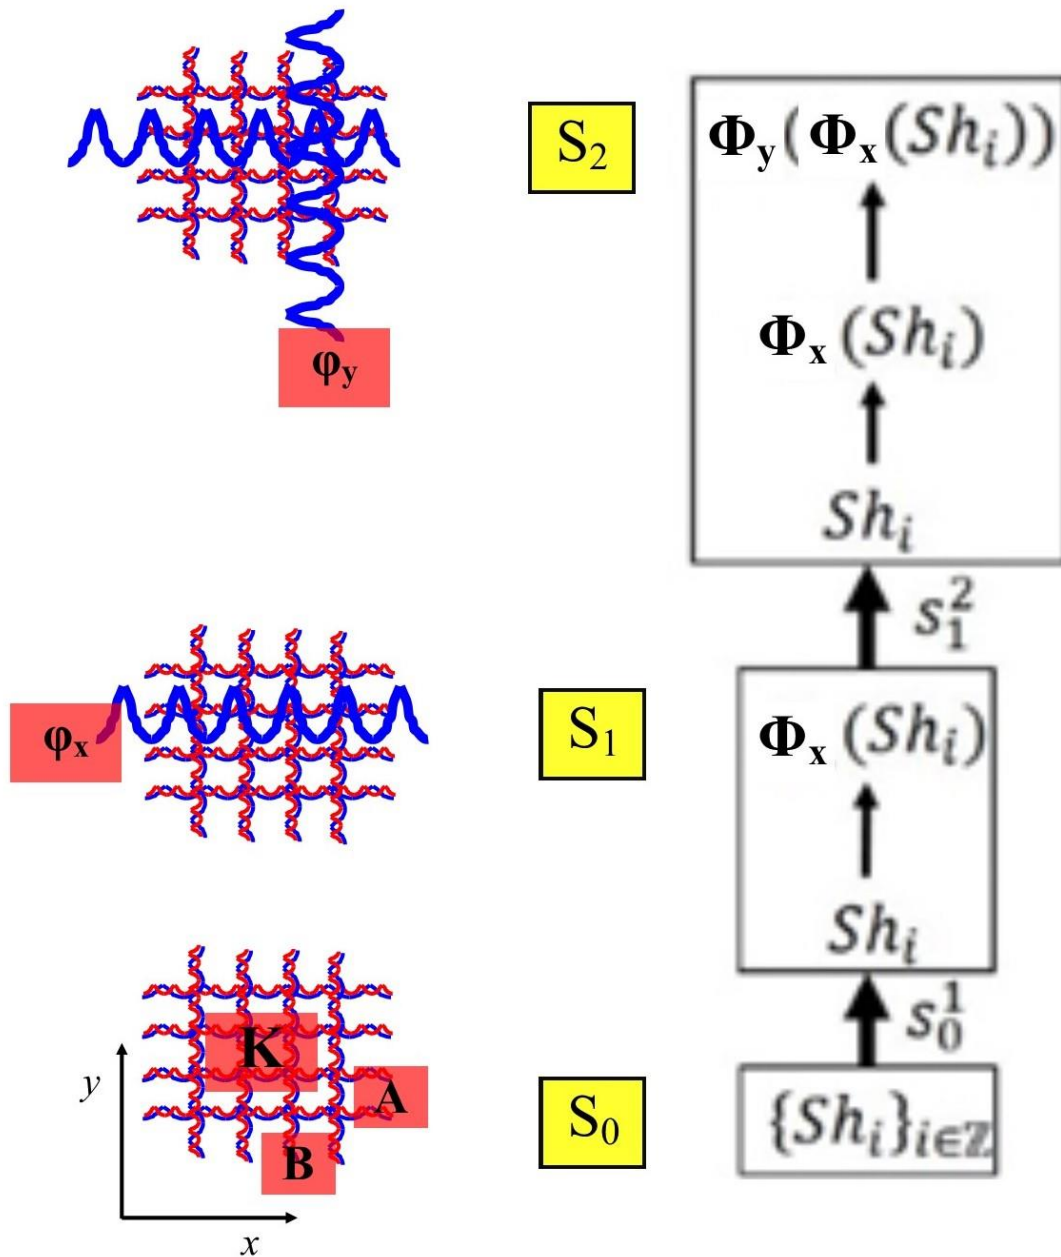 S₂
Φy(Φx(Shᵢ))
Φx(Shᵢ)
φy
Shᵢ
s₁²
S₁
φx
Φx(Shᵢ)
Shᵢ
s₀¹
K
y
A
S₀
{Shᵢ}i∈ℤ
B
x